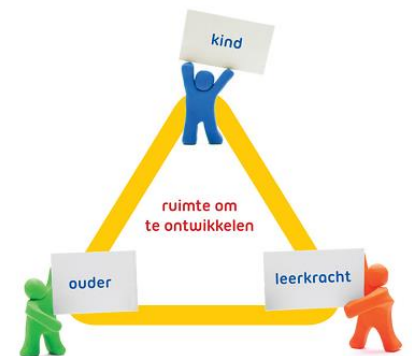 kind
ruimte om
te ontwikkelen
ouder
leerkracht